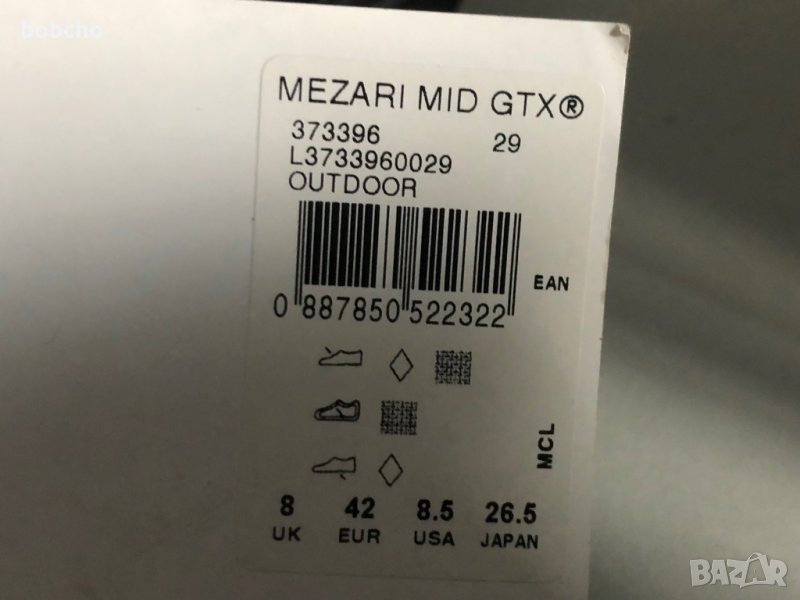 bobcho
MEZARI MID GTX®
373396 29
L3733960029
OUTDOOR
EAN
0 887850 522322
MCL
8 42 8.5 26.5
UK EUR USA JAPAN
BAZAR